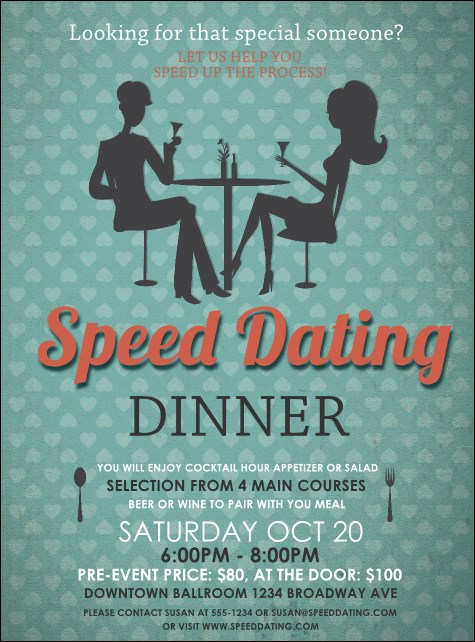 Looking for that special someone?
LET US HELP YOU
SPEED UP THE PROCESS!
Speed Dating
DINNER
YOU WILL ENJOY COCKTAIL HOUR APPETIZER OR SALAD
SELECTION FROM 4 MAIN COURSES
BEER OR WINE TO PAIR WITH YOU MEAL
SATURDAY OCT 20
6:00PM - 8:00PM
PRE-EVENT PRICE: $80, AT THE DOOR: $100
DOWNTOWN BALLROOM 1234 BROADWAY AVE
PLEASE CONTACT SUSAN AT 555-1234 OR SUSAN@SPEEDDATING.COM
OR VISIT WWW.SPEEDDATING.COM